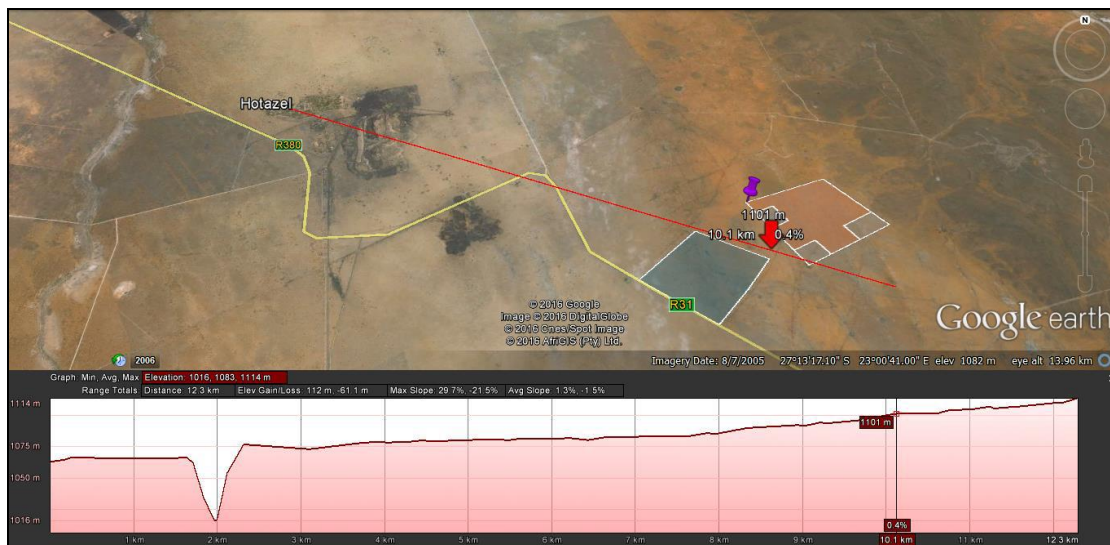 N
Hotazel
R380
1101 m
10.1 km 0.4%
R31
© 2016 Google
Image © 2016 DigitalGlobe
© 2016 Cnes/Spot Image
© 2016 AfriGIS (Pty) Ltd.
Google earth
2006
Imagery Date: 8/7/2005 27°13'17.10" S 23°00'41.00" E elev 1082 m eye alt 13.96 km
Graph: Min, Avg, Max Elevation: 1016, 1083, 1114 m
Range Totals: Distance: 12.3 km Elev Gain/Loss: 112 m, -61.1 m Max Slope: 29.7%, -21.5% Avg Slope: 1.3%, -1.5%
1114 m
1101 m
1075 m
1050 m
1016 m
0.4%
1 km 2 km 3 km 4 km 5 km 6 km 7 km 8 km 9 km 10.1 km 11 km 12.3 km